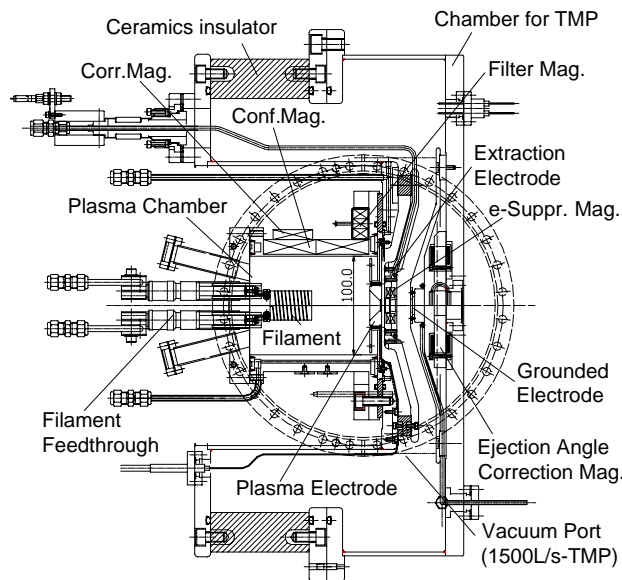 Ceramics insulator
Chamber for TMP
Corr.Mag.
Filter Mag.
Conf.Mag.
Extraction
Electrode
e-Suppr. Mag.
Plasma Chamber
100.0
Filament
Grounded
Electrode
Filament
Feedthrough
Ejection Angle
Correction Mag.
Plasma Electrode
Vacuum Port
(1500L/s-TMP)